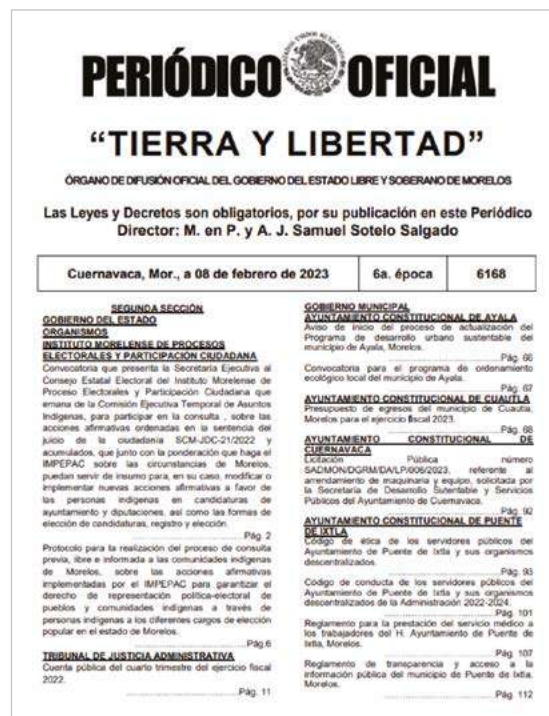 PERIÓDICO OFICIAL
“TIERRA Y LIBERTAD”
ÓRGANO DE DIFUSIÓN OFICIAL DEL GOBIERNO DEL ESTADO LIBRE Y SOBERANO DE MORELOS
Las Leyes y Decretos son obligatorios, por su publicación en este Periódico
Director: M. en P. y A. J. Samuel Sotelo Salgado
Cuernavaca, Mor., a 08 de febrero de 2023 6a. época 6168
SEGUNDA SECCIÓN
GOBIERNO DEL ESTADO
ORGANISMOS
INSTITUTO MORELENSE DE PROCESOS
ELECTORALES Y PARTICIPACIÓN CIUDADANA
Convocatoria que presenta la Secretaría Ejecutiva al
Consejo Estatal Electoral del Instituto Morelense de
Proceso Electorales y Participación Ciudadana que
emana de la Comisión Ejecutiva Temporal de Asuntos
Indígenas, para participar en la consulta , sobre las
acciones afirmativas ordenadas en la sentencia del
juicio de la ciudadanía SCM-JDC-21/2022 y
acumulados, que junto con la ponderación que haga el
IMPEPAC sobre las circunstancias de Morelos,
puedan servir de insumo para, en su caso, modificar o
implementar nuevas acciones afirmativas a favor de
las personas indígenas en candidaturas de
ayuntamiento y diputaciones, así como las formas de
elección de candidaturas, registro y elección.
Pág. 2
Protocolo para la realización del proceso de consulta
previa, libre e informada a las comunidades indígenas
de Morelos, sobre las acciones afirmativas
implementadas por el IMPEPAC para garantizar el
derecho de representación político-electoral de
pueblos y comunidades indígenas a través de
personas indígenas a los diferentes cargos de elección
popular en el estado de Morelos.
Pág.6
TRIBUNAL DE JUSTICIA ADMINISTRATIVA
Cuenta pública del cuarto trimestre del ejercicio fiscal
2022.
Pág. 11
GOBIERNO MUNICIPAL
AYUNTAMIENTO CONSTITUCIONAL DE AYALA
Aviso de inicio del proceso de actualización del
Programa de desarrollo urbano sustentable del
municipio de Ayala, Morelos.
Pág. 66
Convocatoria para el programa de ordenamiento
ecológico local del municipio de Ayala.
Pág. 67
AYUNTAMIENTO CONSTITUCIONAL DE CUAUTLA
Presupuesto de egresos del municipio de Cuautla,
Morelos para el ejercicio fiscal 2023.
Pág. 68
AYUNTAMIENTO CONSTITUCIONAL DE
CUERNAVACA
Licitación Pública número
SADMON/DGRM/DA/LP/006/2023, referente al
arrendamiento de maquinaria y equipo, solicitada por
la Secretaría de Desarrollo Sutentable y Servicios
Públicos del Ayuntamiento de Cuernavaca.
Pág. 92
AYUNTAMIENTO CONSTITUCIONAL DE PUENTE
DE IXTLA
Código de ética de los servidores públicos del
Ayuntamiento de Puente de Ixtla y sus organismos
descentralizados.
Pág. 93
Código de conducta de los servidores públicos del
Ayuntamiento de Puente de Ixtla y sus organismos
descentralizados de la Administración 2022-2024.
Pág. 101
Reglamento para la prestación del servicio médico a
los trabajadores del H. Ayuntamiento de Puente de
Ixtla, Morelos.
Pág. 107
Reglamento de transparencia y acceso a la
información pública del municipio de Puente de Ixtla,
Morelos.
Pág. 112